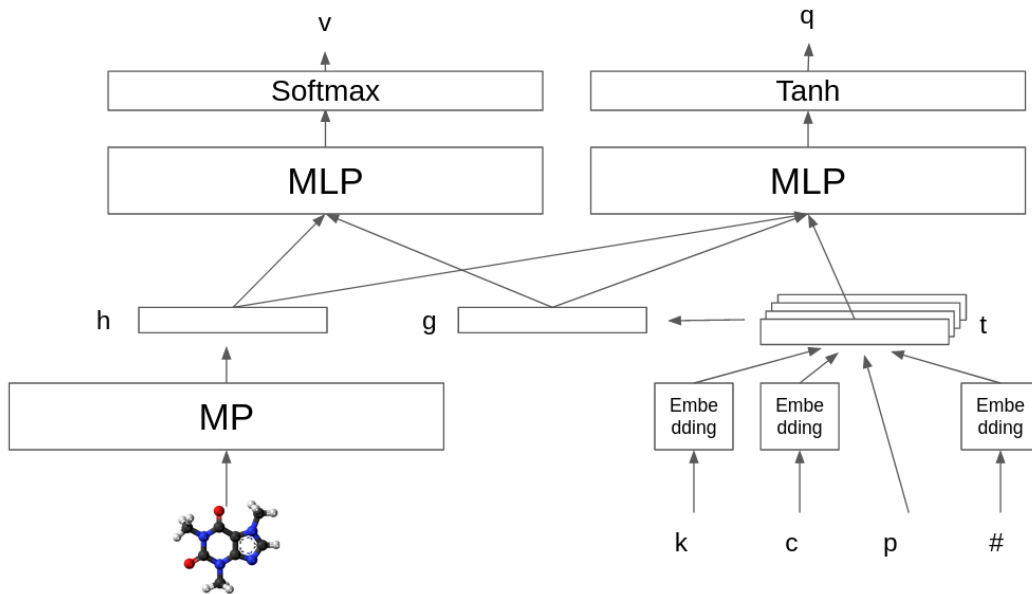 v
q
Softmax
Tanh
MLP
MLP
h
g
t
MP
Embe
dding
Embe
dding
Embe
dding
k
c
p
#